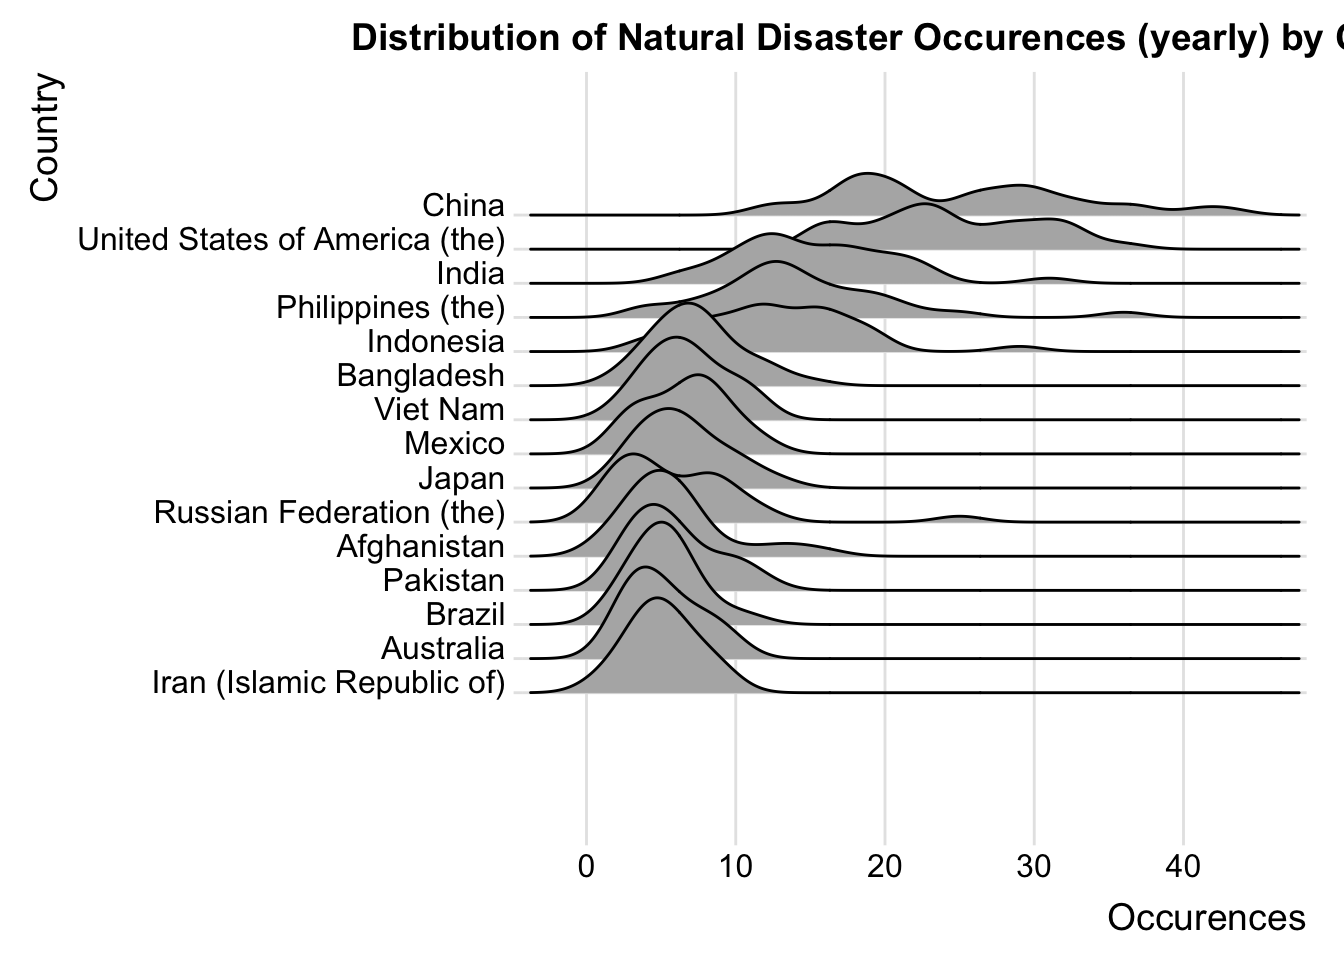 Distribution of Natural Disaster Occurences (yearly) by
Country
China
United States of America (the)
India
Philippines (the)
Indonesia
Bangladesh
Viet Nam
Mexico
Japan
Russian Federation (the)
Afghanistan
Pakistan
Brazil
Australia
Iran (Islamic Republic of)
0 10 20 30 40
Occurences